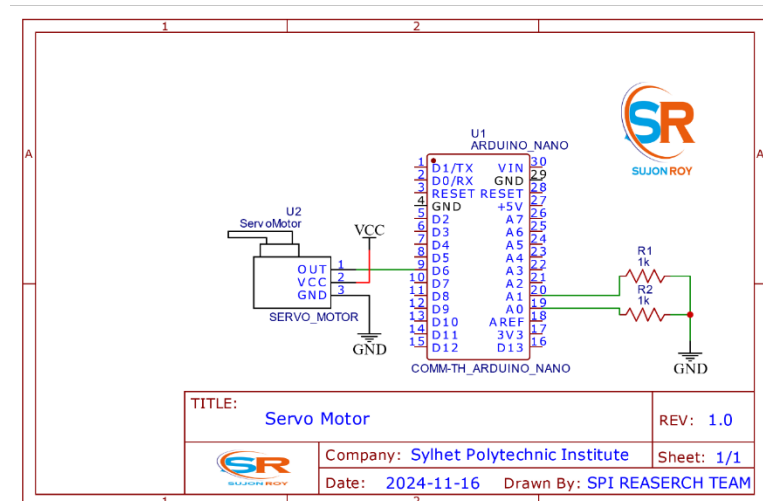 1 2
A A
SR
SUJON ROY
U1
ARDUINO_NANO
1 D1/TX VIN 30
2 D0/RX GND 29
3 RESET RESET 28
4 GND +5V 27
5 D2 A7 26
6 D3 A6 25
7 D4 A5 24
8 D5 A4 23
9 D6 A3 22
10 D7 A2 21
11 D8 A1 20
12 D9 A0 19
13 D10 AREF 18
14 D11 3V3 17
15 D12 D13 16
COMM-TH_ARDUINO_NANO
U2
ServoMotor
VCC
OUT 1
VCC 2
GND 3
SERVO_MOTOR
GND
R1
1k
R2
1k
GND
TITLE:
Servo Motor
REV: 1.0
SR
SUJON ROY
Company: Sylhet Polytechnic Institute
Sheet: 1/1
Date: 2024-11-16 Drawn By: SPI REASERCH TEAM
1 2